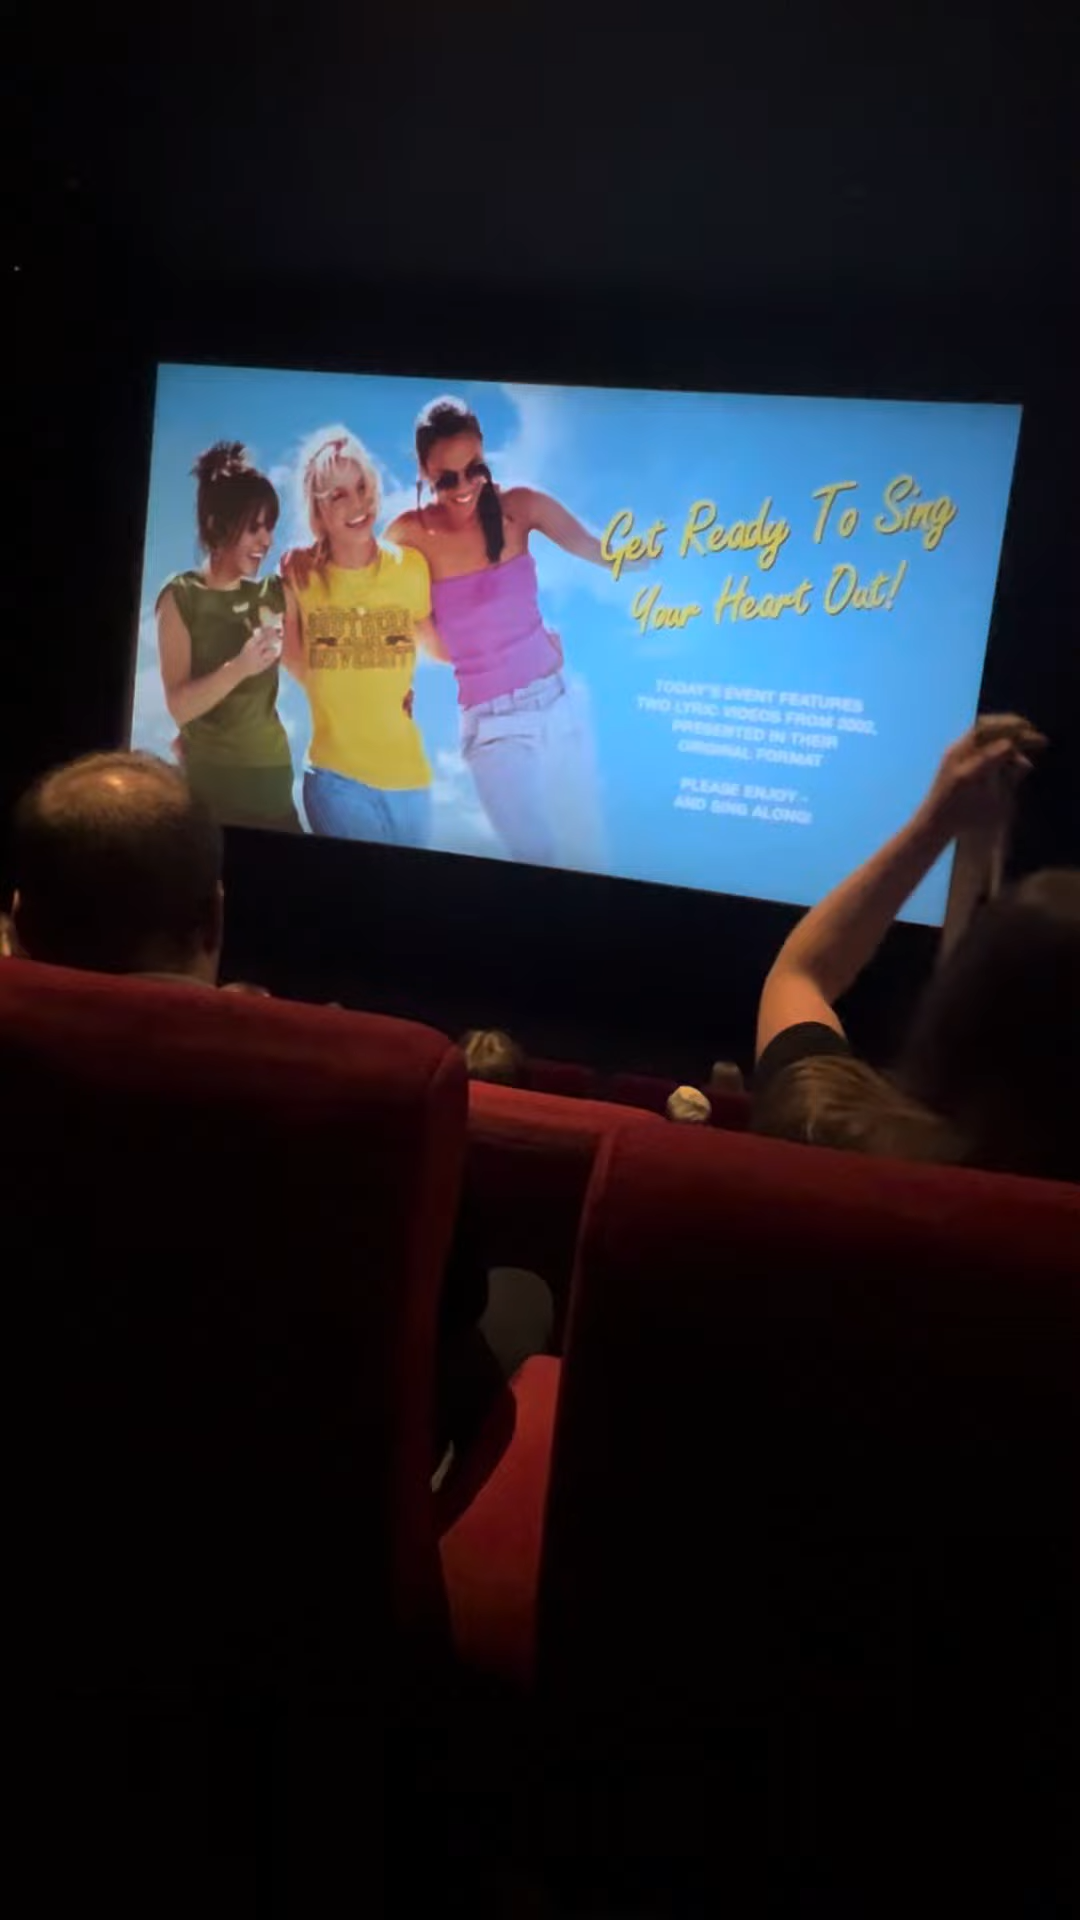 Get Ready To Sing
Your Heart Out!
TODAY'S EVENT FEATURES
TWO LYRIC VIDEOS FROM 2002,
PRESENTED IN THEIR
ORIGINAL FORMAT
PLEASE ENJOY -
AND SING ALONG!
UNIVERSITY